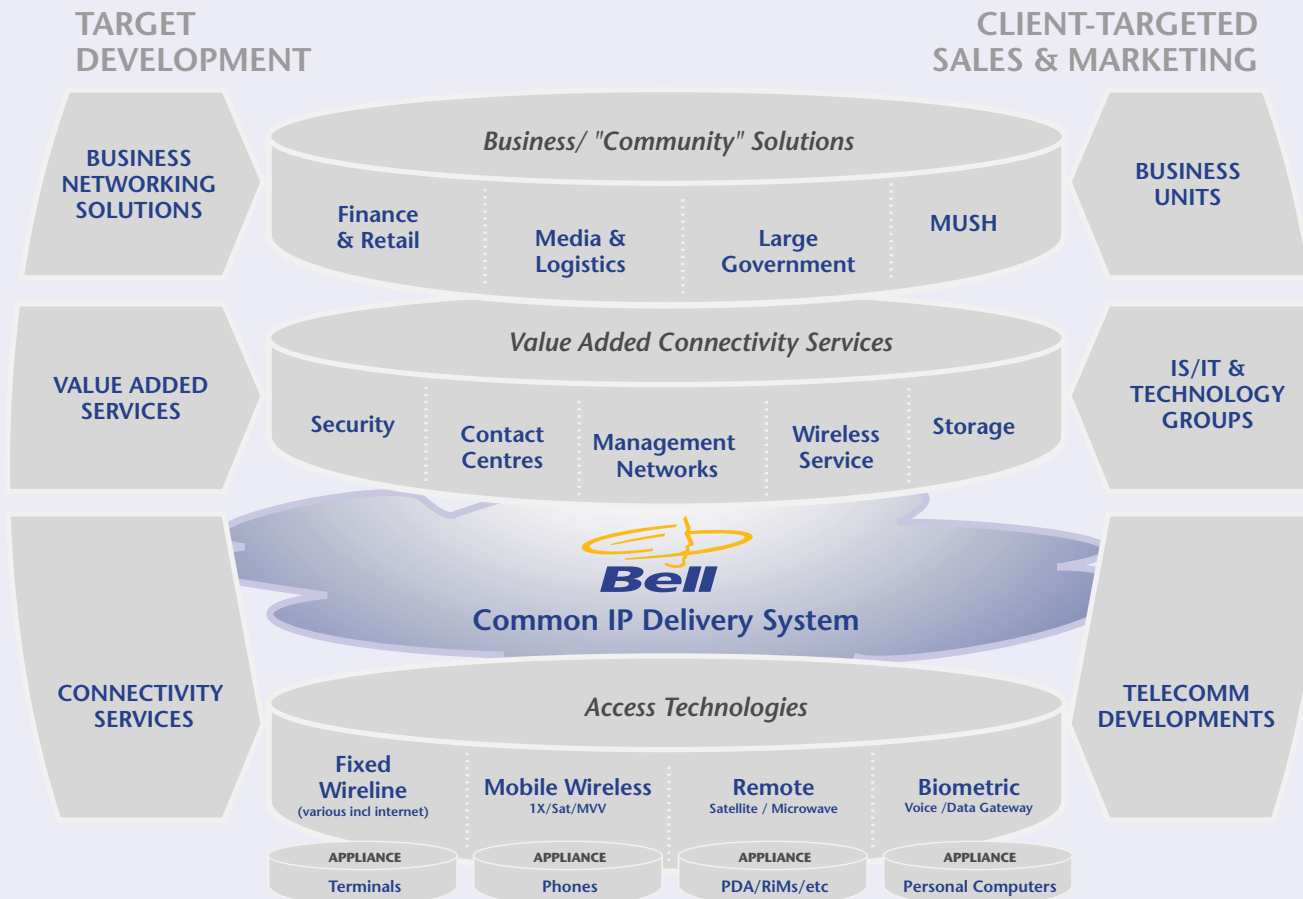 TARGET
DEVELOPMENT
CLIENT-TARGETED
SALES & MARKETING
BUSINESS
NETWORKING
SOLUTIONS
Business/ "Community" Solutions
Finance
& Retail
Media &
Logistics
Large
Government
MUSH
BUSINESS
UNITS
VALUE ADDED
SERVICES
Value Added Connectivity Services
Security
Contact
Centres
Management
Networks
Wireless
Service
Storage
IS/IT &
TECHNOLOGY
GROUPS
Bell
Common IP Delivery System
CONNECTIVITY
SERVICES
Access Technologies
Fixed
Wireline
(various incl internet)
Mobile Wireless
1X/Sat/MVV
Remote
Satellite / Microwave
Biometric
Voice /Data Gateway
TELECOMM
DEVELOPMENTS
APPLIANCE
Terminals
APPLIANCE
Phones
APPLIANCE
PDA/RiMs/etc
APPLIANCE
Personal Computers